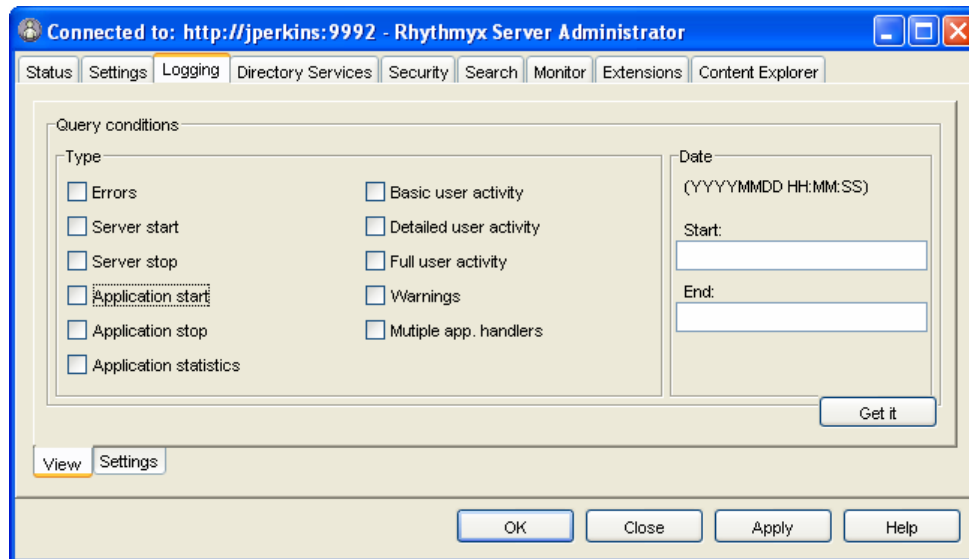 Connected to: http://jperkins:9992 - Rhythmyx Server Administrator
Status Settings Logging Directory Services Security Search Monitor Extensions Content Explorer
Query conditions
Type
Errors
Server start
Server stop
Application start
Application stop
Application statistics
Basic user activity
Detailed user activity
Full user activity
Warnings
Mutiple app. handlers
Date
(YYYYMMDD HH:MM:SS)
Start:
End:
Get it
View Settings
OK Close Apply Help